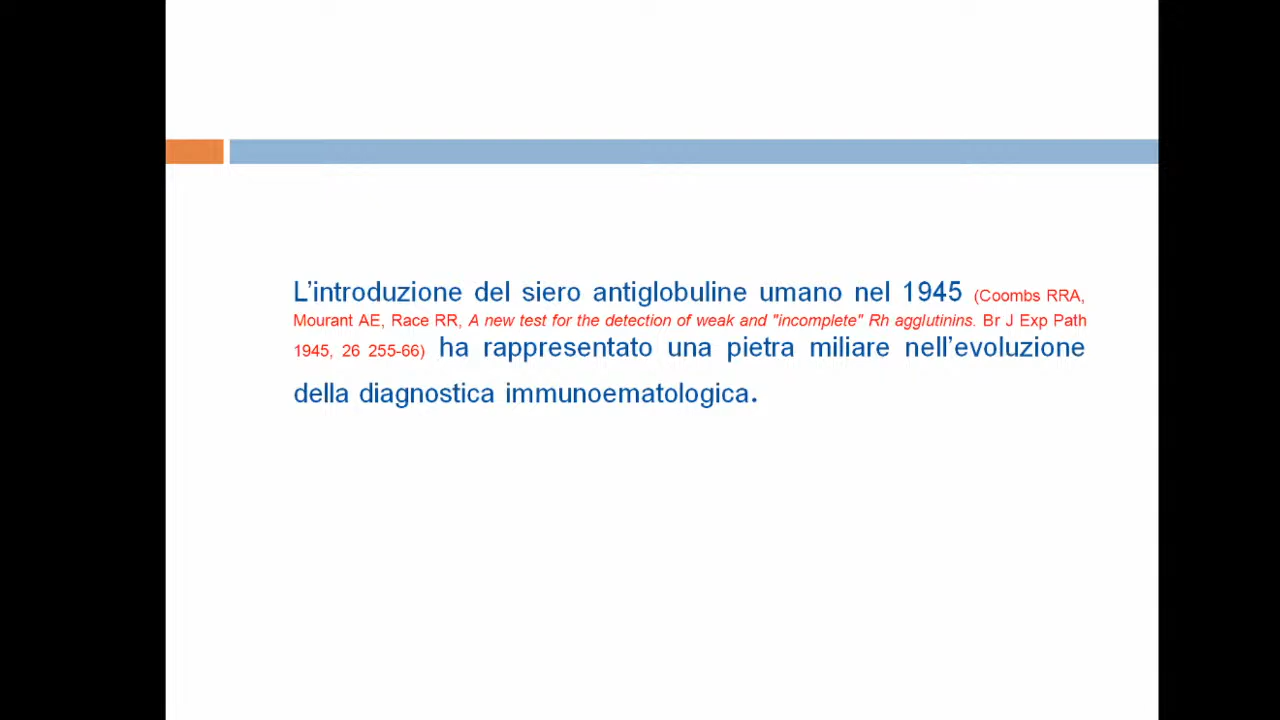 L’introduzione del siero antiglobuline umano nel 1945 (Coombs RRA,
Mourant AE, Race RR, A new test for the detection of weak and "incomplete" Rh agglutinins. Br J Exp Path
1945, 26 255-66) ha rappresentato una pietra miliare nell’evoluzione
della diagnostica immunoematologica.